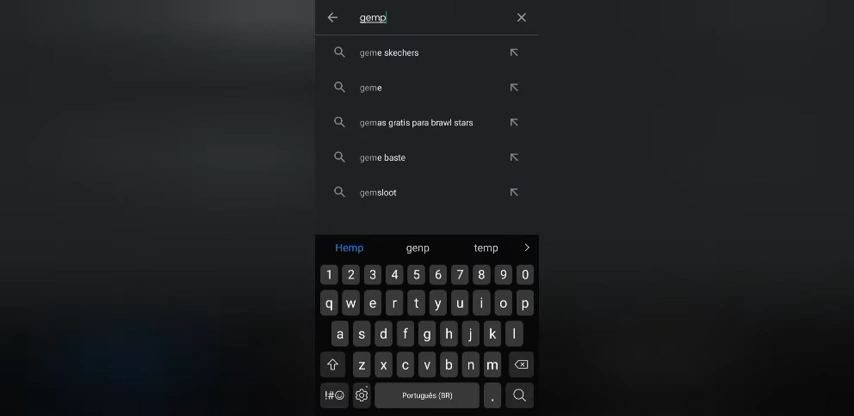 gemp
geme skechers
geme
gemas gratis para brawl stars
geme baste
gemsloot
Hemp genp temp
1 2 3 4 5 6 7 8 9 0
q w e r t y u i o p
a s d f g h j k l
z x c v b n m
!#☺ Português (BR) .